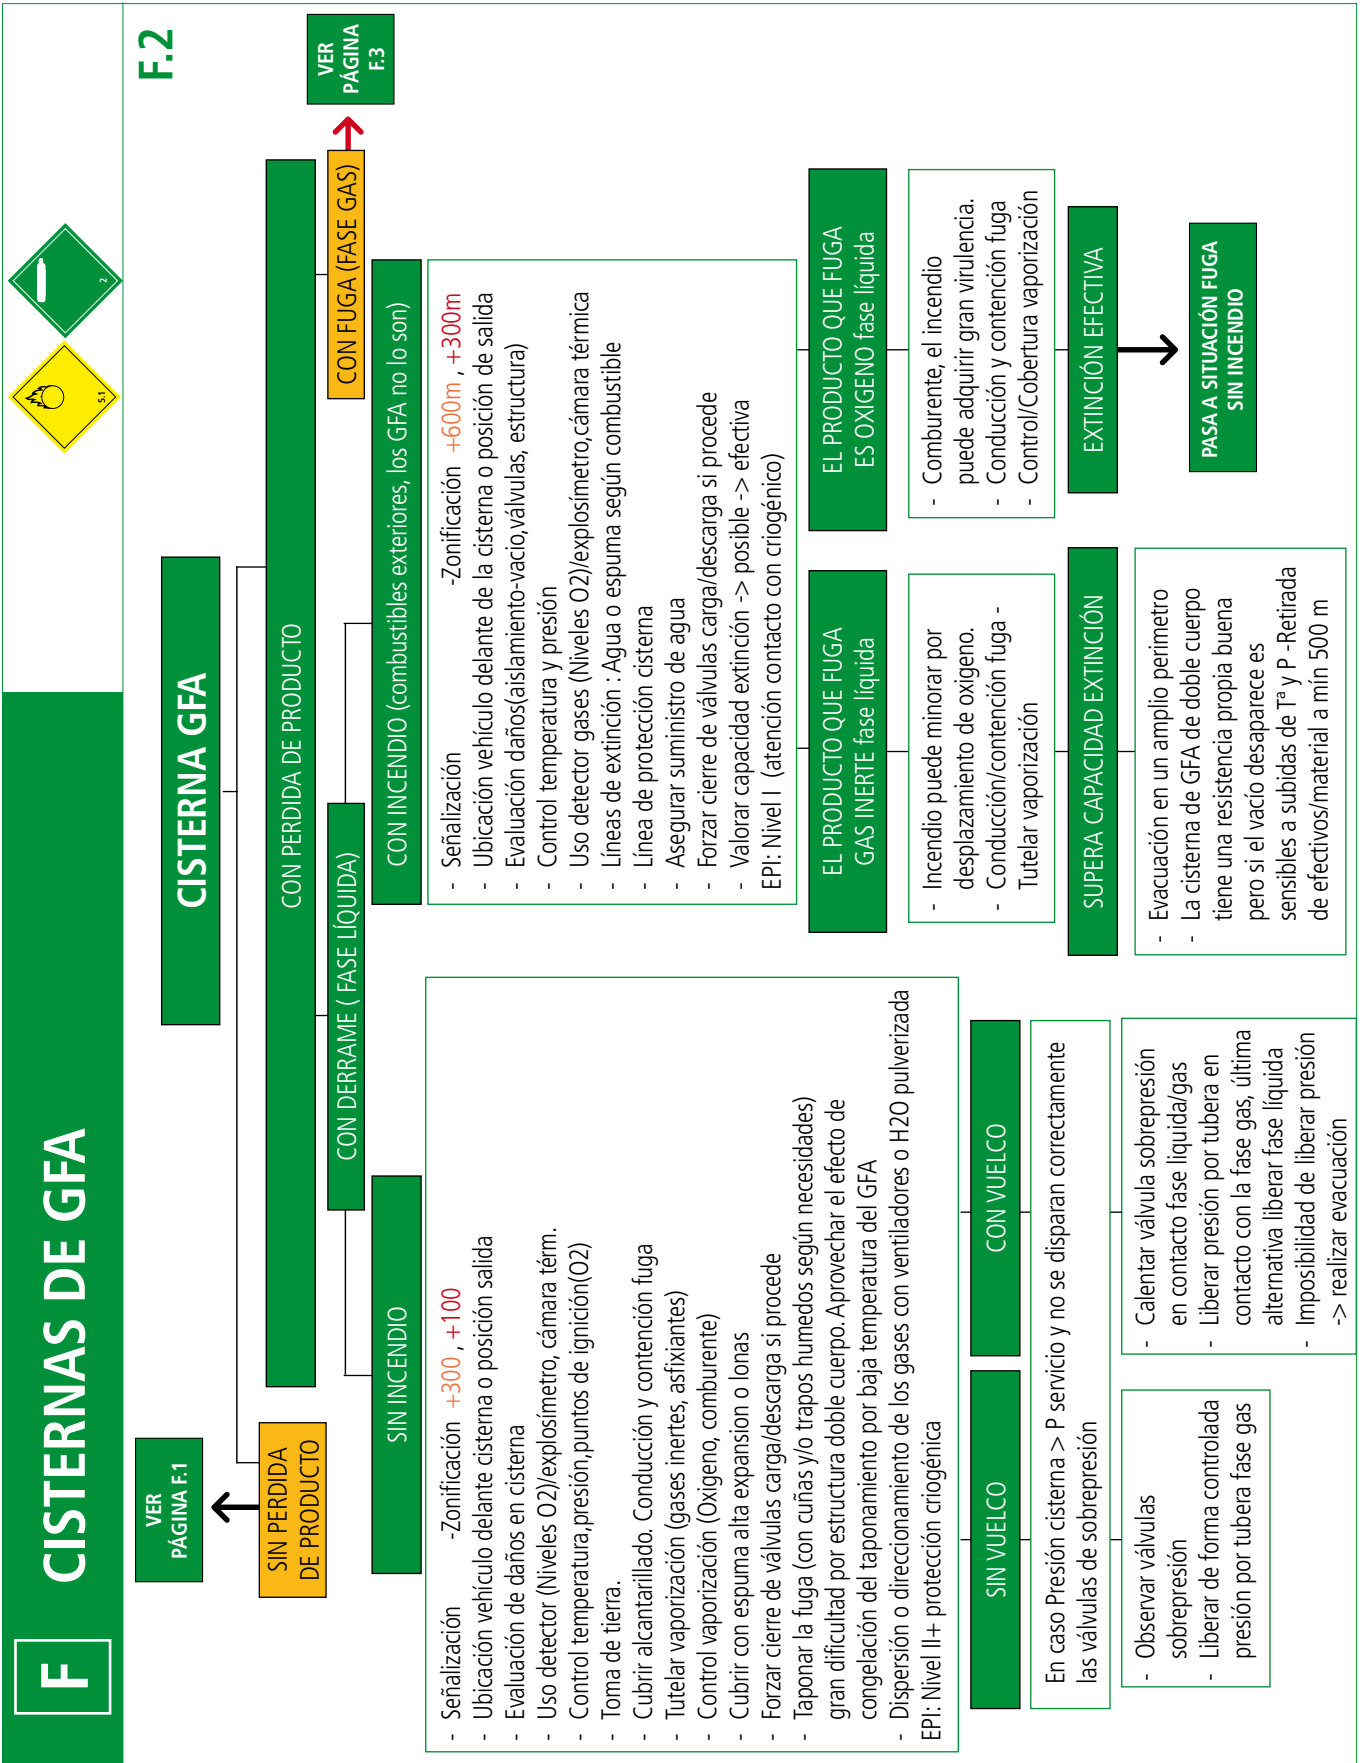 F
CISTERNAS DE GFA
5.1
2
F.2
CISTERNA GFA
VER
PÁGINA F.1
SIN PERDIDA
DE PRODUCTO
CON PERDIDA DE PRODUCTO
CON DERRAME ( FASE LÍQUIDA)
CON FUGA (FASE GAS)
VER
PÁGINA
F.3
SIN INCENDIO
- Señalización -Zonificación +300 , +100
- Ubicación vehículo delante cisterna o posición salida
- Evaluación de daños en cisterna
- Uso detector (Niveles O2)/explosímetro, cámara térm.
- Control temperatura,presión,puntos de ignición(O2)
- Toma de tierra.
- Cubrir alcantarillado. Conducción y contención fuga
- Tutelar vaporización (gases inertes, asfixiantes)
- Control vaporización (Oxigeno, comburente)
- Cubrir con espuma alta expansion o lonas
- Forzar cierre de válvulas carga/descarga si procede
- Taponar la fuga (con cuñas y/o trapos humedos según necesidades)
gran dificultad por estructura doble cuerpo. Aprovechar el efecto de
congelación del taponamiento por baja temperatura del GFA
- Dispersión o direccionamiento de los gases con ventiladores o H2O pulverizada
EPI: Nivel II+ protección criogénica
SIN VUELCO
CON VUELCO
En caso Presión cisterna > P servicio y no se disparan correctamente
las válvulas de sobrepresión
- Observar válvulas
sobrepresión
- Liberar de forma controlada
presión por tubera fase gas
- Calentar válvula sobrepresión
en contacto fase liquida/gas
- Liberar presión por tubera en
contacto con la fase gas, última
alternativa liberar fase líquida
- Imposibilidad de liberar presión
-> realizar evacuación
CON INCENDIO (combustibles exteriores, los GFA no lo son)
- Señalización -Zonificación +600m , +300m
- Ubicación vehículo delante de la cisterna o posición de salida
- Evaluación daños(aislamiento-vacio,válvulas, estructura)
- Control temperatura y presión
- Uso detector gases (Niveles O2)/explosímetro,cámara térmica
- Líneas de extinción : Agua o espuma según combustible
- Línea de protección cisterna
- Asegurar suministro de agua
- Forzar cierre de válvulas carga/descarga si procede
- Valorar capacidad extinción -> posible -> efectiva
EPI: Nivel I (atención contacto con criogénico)
EL PRODUCTO QUE FUGA
GAS INERTE fase líquida
- Incendio puede minorar por
desplazamiento de oxígeno.
- Conducción/contención fuga -
Tutelar vaporización
SUPERA CAPACIDAD EXTINCIÓN
- Evacuación en un amplio perimetro
- La cisterna de GFA de doble cuerpo
tiene una resistencia propia buena
pero si el vacío desaparece es
sensibles a subidas de Tª y P -Retirada
de efectivos/material a mín 500 m
EL PRODUCTO QUE FUGA
ES OXIGENO fase líquida
- Comburente, el incendio
puede adquirir gran virulencia.
- Conducción y contención fuga
- Control/Cobertura vaporización
EXTINCIÓN EFECTIVA
PASA A SITUACIÓN FUGA
SIN INCENDIO